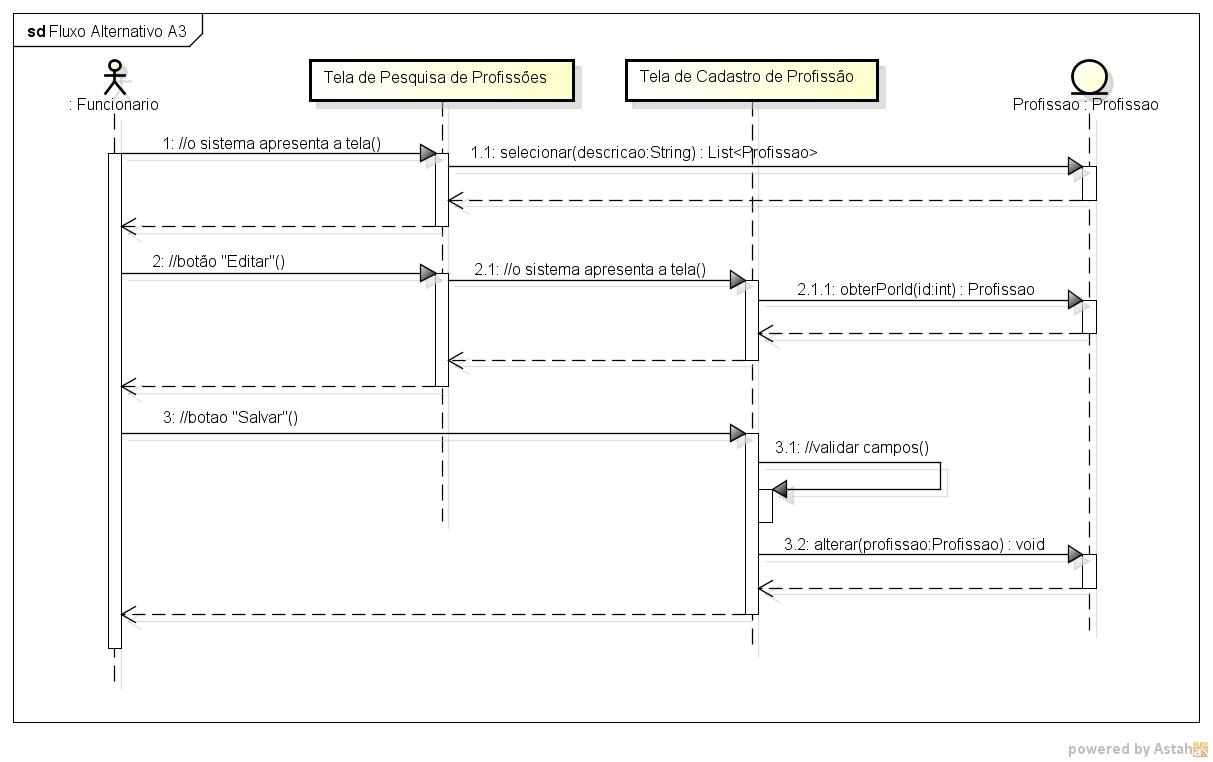 sd Fluxo Alternativo A3
: Funcionario
Tela de Pesquisa de Profissões
Tela de Cadastro de Profissão
Profissao : Profissao
1: //o sistema apresenta a tela()
1.1: selecionar(descricao:String) : List<Profissao>
2: //botão "Editar"()
2.1: //o sistema apresenta a tela()
2.1.1: obterPorId(id:int) : Profissao
3: //botao "Salvar"()
3.1: //validar campos()
3.2: alterar(profissao:Profissao) : void
powered by Astah